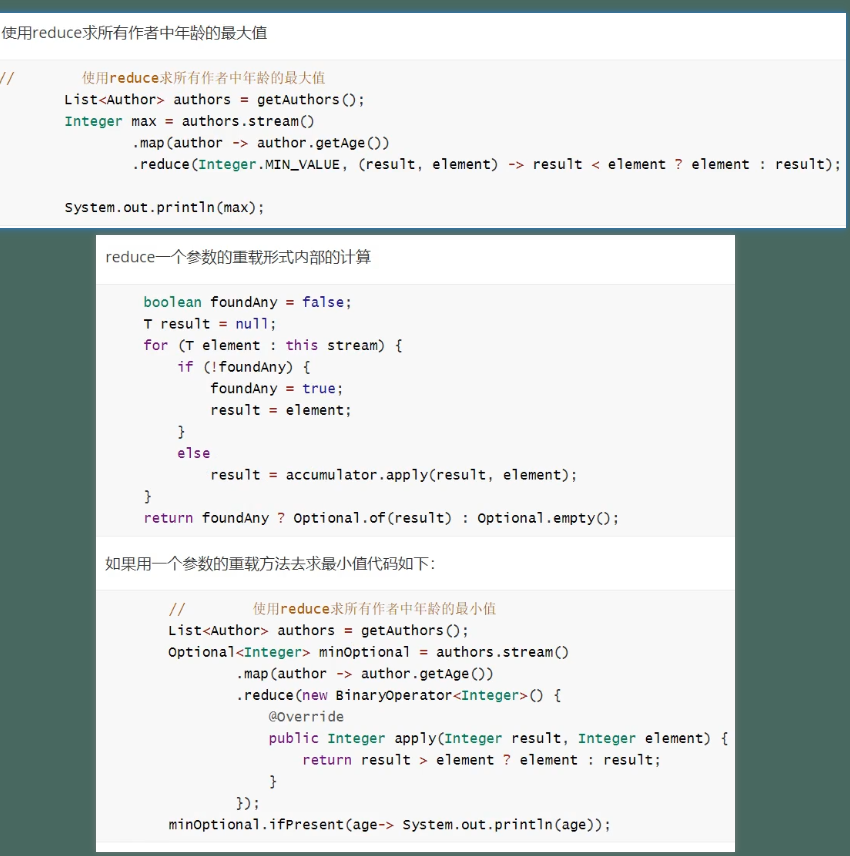 使用reduce求所有作者中年龄的最大值
//        使用reduce求所有作者中年龄的最大值
        List<Author> authors = getAuthors();
        Integer max = authors.stream()
                .map(author -> author.getAge())
                .reduce(Integer.MIN_VALUE, (result, element) -> result < element ? element : result);
        System.out.println(max);
reduce一个参数的重载形式内部的计算
    boolean foundAny = false;
    T result = null;
    for (T element : this stream) {
        if (!foundAny) {
            foundAny = true;
            result = element;
        }
        else
            result = accumulator.apply(result, element);
    }
    return foundAny ? Optional.of(result) : Optional.empty();
如果用一个参数的重载方法去求最小值代码如下:
        //        使用reduce求所有作者中年龄的最小值
        List<Author> authors = getAuthors();
        Optional<Integer> minOptional = authors.stream()
                .map(author -> author.getAge())
                .reduce(new BinaryOperator<Integer>() {
                    @Override
                    public Integer apply(Integer result, Integer element) {
                        return result > element ? element : result;
                    }
                });
        minOptional.ifPresent(age-> System.out.println(age));